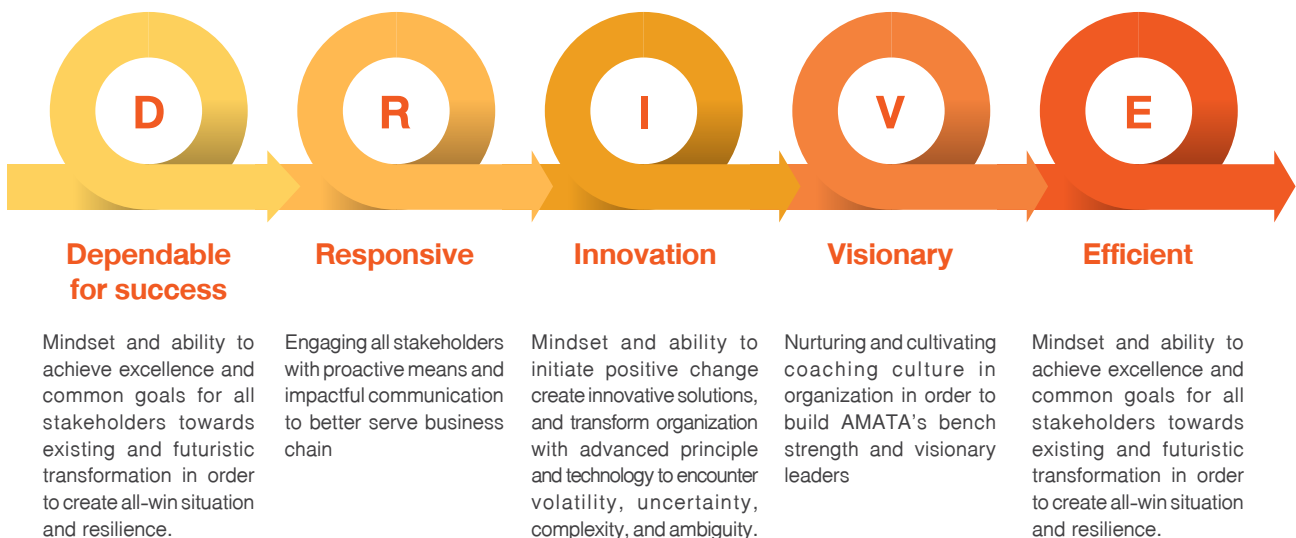 D
R
I
V
E
Dependable
for success
Mindset and ability to
achieve excellence and
common goals for all
stakeholders towards
existing and futuristic
transformation in order
to create all-win situation
and resilience.
Responsive
Engaging all stakeholders
with proactive means and
impactful communication
to better serve business
chain
Innovation
Mindset and ability to
initiate positive change
create innovative solutions,
and transform organization
with advanced principle
and technology to encounter
volatility, uncertainty,
complexity, and ambiguity.
Visionary
Nurturing and cultivating
coaching culture in
organization in order to
build AMATA’s bench
strength and visionary
leaders
Efficient
Mindset and ability to
achieve excellence and
common goals for all
stakeholders towards
existing and futuristic
transformation in order
to create all-win situation
and resilience.